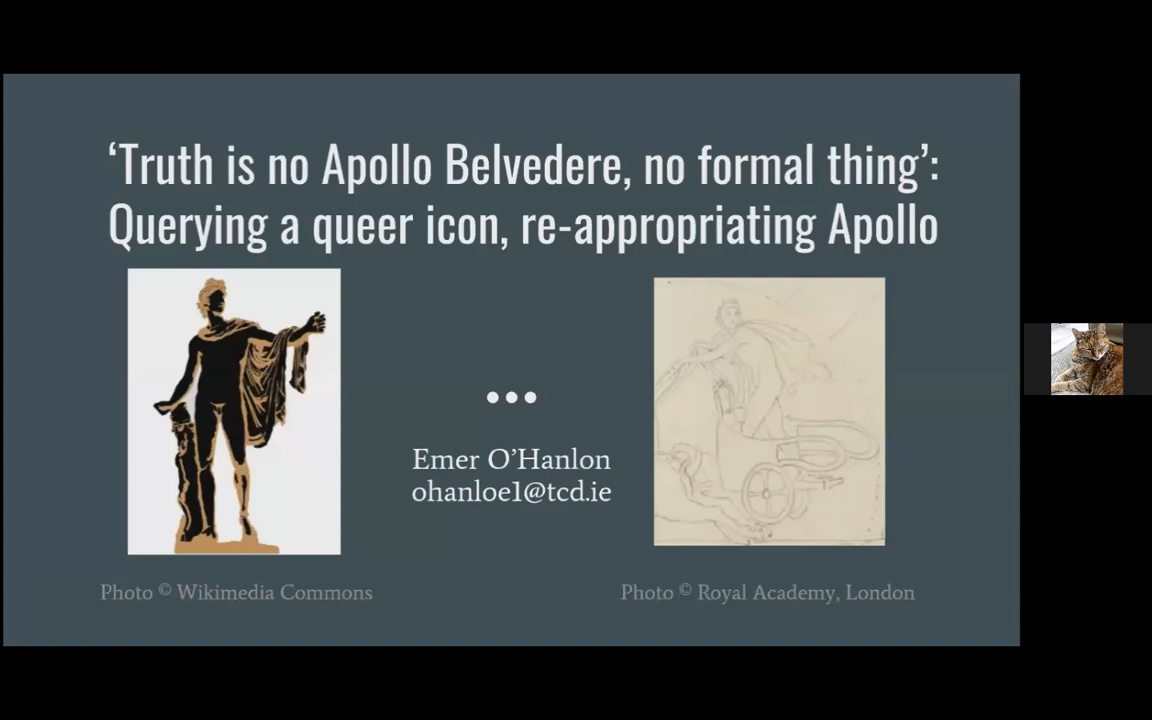 ‘Truth is no Apollo Belvedere, no formal thing’:
Querying a queer icon, re-appropriating Apollo
Emer O’Hanlon
ohanloe1@tcd.ie
Photo © Wikimedia Commons
Photo © Royal Academy, London